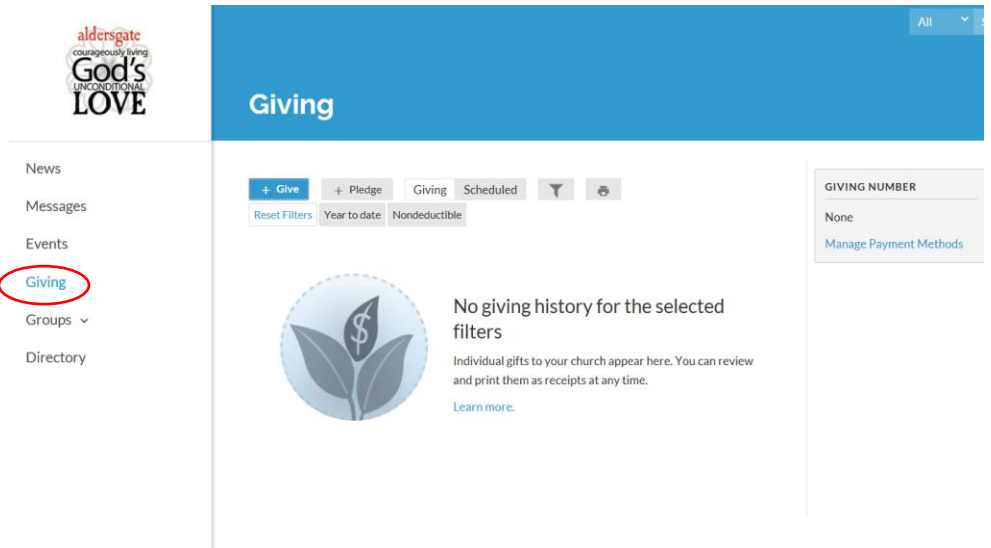 aldersgate
courageously living
God's
UNCONDITIONAL
LOVE
All
Giving
News
Messages
Events
Giving
Groups
Directory
+ Give + Pledge Giving Scheduled
Reset Filters Year to date Nondeductible
No giving history for the selected
filters
Individual gifts to your church appear here. You can review
and print them as receipts at any time.
Learn more.
GIVING NUMBER
None
Manage Payment Methods